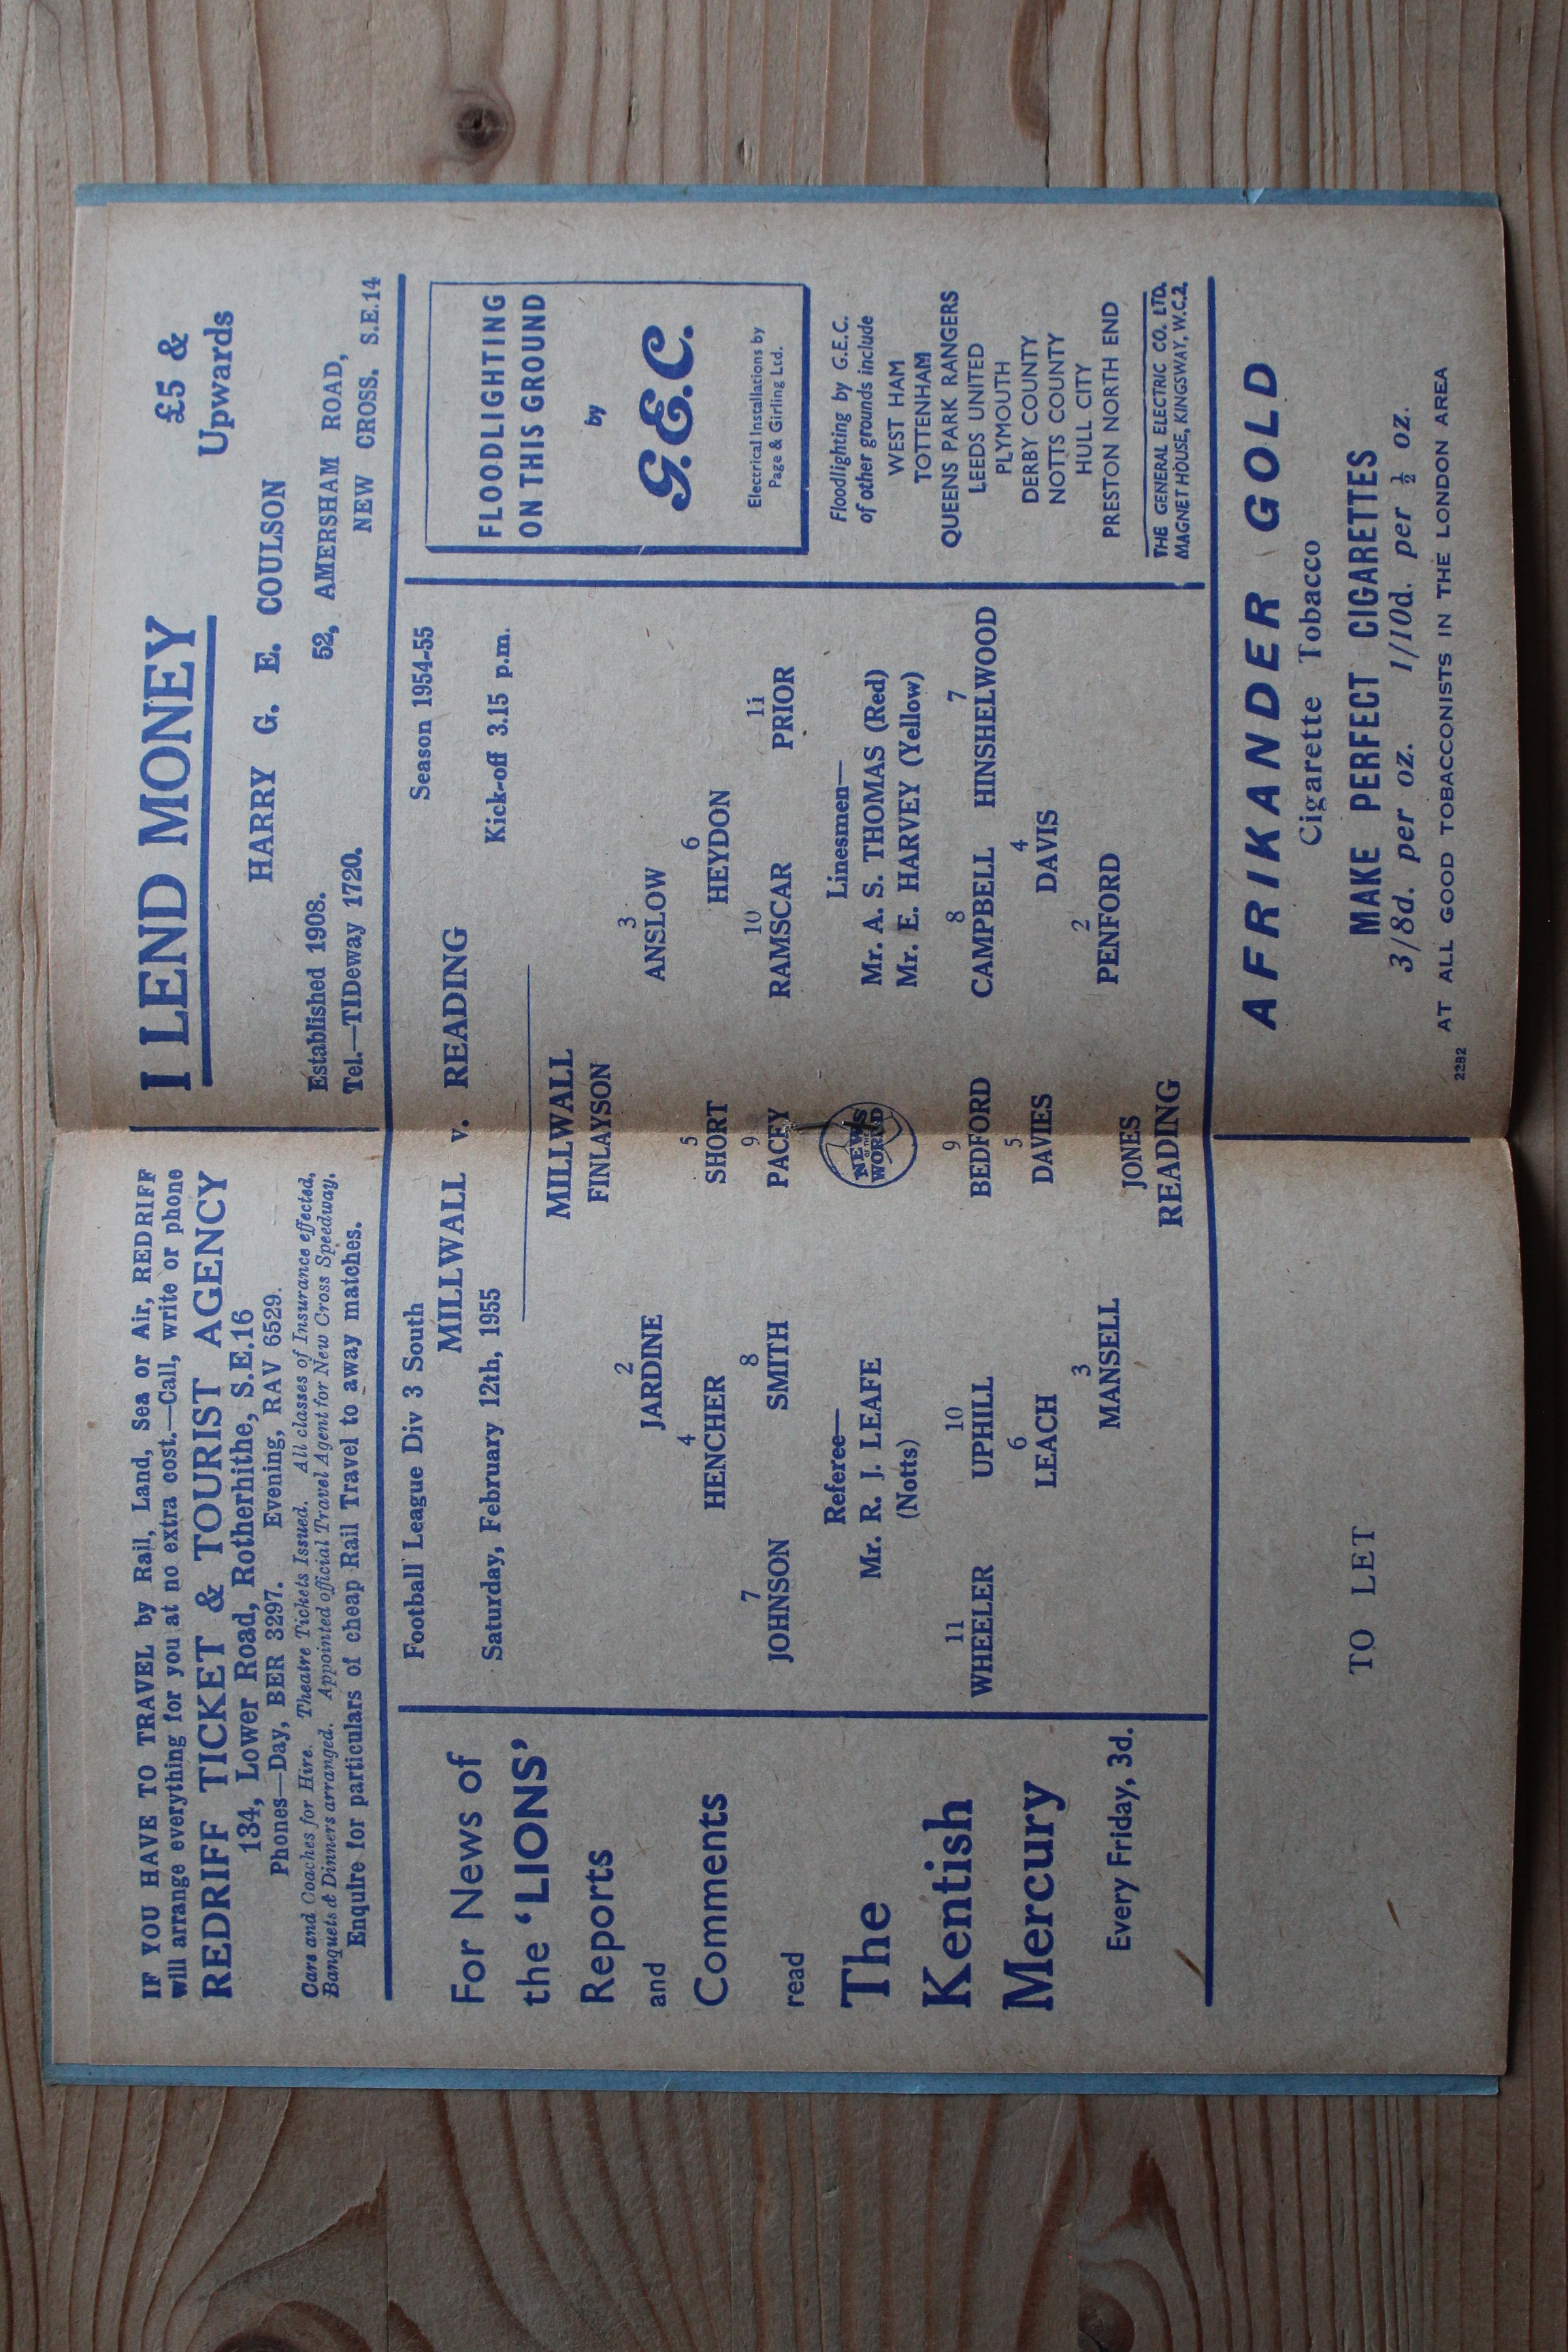 IF YOU HAVE TO TRAVEL by Rail, Land, Sea or Air, REDRIFF
will arrange everything for you at no extra cost.—Call, write or phone
REDRIFF TICKET & TOURIST AGENCY
134, Lower Road, Rotherhithe, S.E.16
Phones—Day, BER 3297. Evening, RAV 6529.
Cars and Coaches for Hire. Theatre Tickets Issued. All classes of Insurance effected.
Banquets & Dinners arranged. Appointed official Travel Agent for New Cross Speedway.
Enquire for particulars of cheap Rail Travel to away matches.
I LEND MONEY
£5 &
Upwards
HARRY G. E. COULSON
Established 1908.
52, AMERSHAM ROAD,
Tel.—TIDeway 1720.
NEW CROSS. S.E.14
For News of
the 'LIONS'
Reports
and
Comments
read
The
Kentish
Mercury
Every Friday, 3d.
Football League Div 3 South
Season 1954-55
MILLWALL v. READING
Saturday, February 12th, 1955
Kick-off 3.15 p.m.
MILLWALL
FINLAYSON
2 3
JARDINE ANSLOW
4 5 6
HENCHER SHORT HEYDON
7 8 9 10 11
JOHNSON SMITH PACEY RAMSCAR PRIOR
Referee—
Mr. R. J. LEAFE
(Notts)
NEWS
OF THE
WORLD
Linesmen—
Mr. A. S. THOMAS (Red)
Mr. E. HARVEY (Yellow)
11 10 9 8 7
WHEELER UPHILL BEDFORD CAMPBELL HINSHELWOOD
6 5 4
LEACH DAVIES DAVIS
3 2
MANSELL PENFORD
JONES
READING
FLOODLIGHTING
ON THIS GROUND
by
G.E.C.
Electrical Installations by
Page & Girling Ltd.
Floodlighting by G.E.C.
of other grounds include
WEST HAM
TOTTENHAM
QUEENS PARK RANGERS
LEEDS UNITED
PLYMOUTH
DERBY COUNTY
NOTTS COUNTY
HULL CITY
PRESTON NORTH END
THE GENERAL ELECTRIC CO. LTD.
MAGNET HOUSE, KINGSWAY, W.C.2.
TO LET
AFRIKANDER GOLD
Cigarette Tobacco
MAKE PERFECT CIGARETTES
3/8d. per oz. 1/10d. per ½ oz.
AT ALL GOOD TOBACCONISTS IN THE LONDON AREA
2282